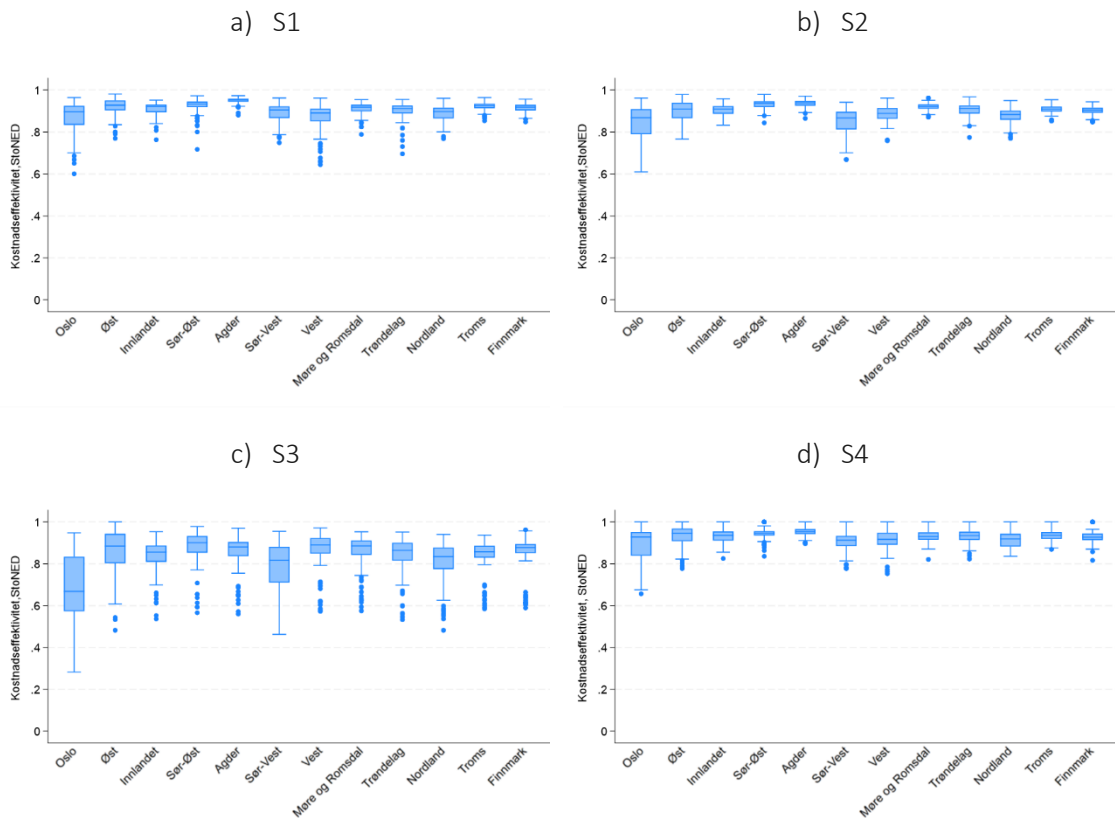 a) S1
b) S2
Kostnadseffektivitet,StoNED
1
.8
.6
.4
.2
0
Oslo
Øst
Innlandet
Sør-Øst
Agder
Sør-Vest
Vest
Møre og Romsdal
Trøndelag
Nordland
Troms
Finnmark
Kostnadseffektivitet,StoNED
1
.8
.6
.4
.2
0
Oslo
Øst
Innlandet
Sør-Øst
Agder
Sør-Vest
Vest
Møre og Romsdal
Trøndelag
Nordland
Troms
Finnmark
c) S3
d) S4
Kostnadseffektivitet,StoNED
1
.8
.6
.4
.2
0
Oslo
Øst
Innlandet
Sør-Øst
Agder
Sør-Vest
Vest
Møre og Romsdal
Trøndelag
Nordland
Troms
Finnmark
Kostnadseffektivitet, StoNED
1
.8
.6
.4
.2
0
Oslo
Øst
Innlandet
Sør-Øst
Agder
Sør-Vest
Vest
Møre og Romsdal
Trøndelag
Nordland
Troms
Finnmark